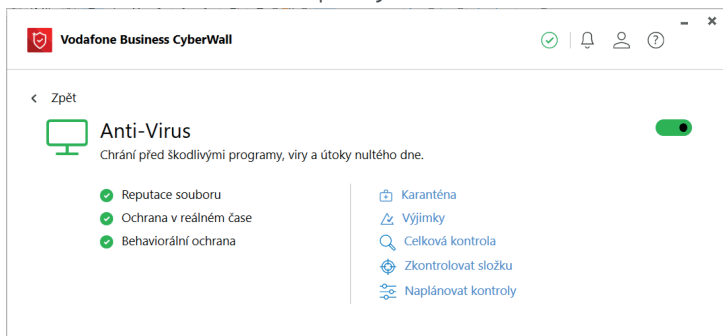 Vodafone Business CyberWall
Zpět
Anti-Virus
Chrání před škodlivými programy, viry a útoky nultého dne.
Reputace souboru
Ochrana v reálném čase
Behaviorální ochrana
Karanténa
Výjimky
Celková kontrola
Zkontrolovat složku
Naplánovat kontroly